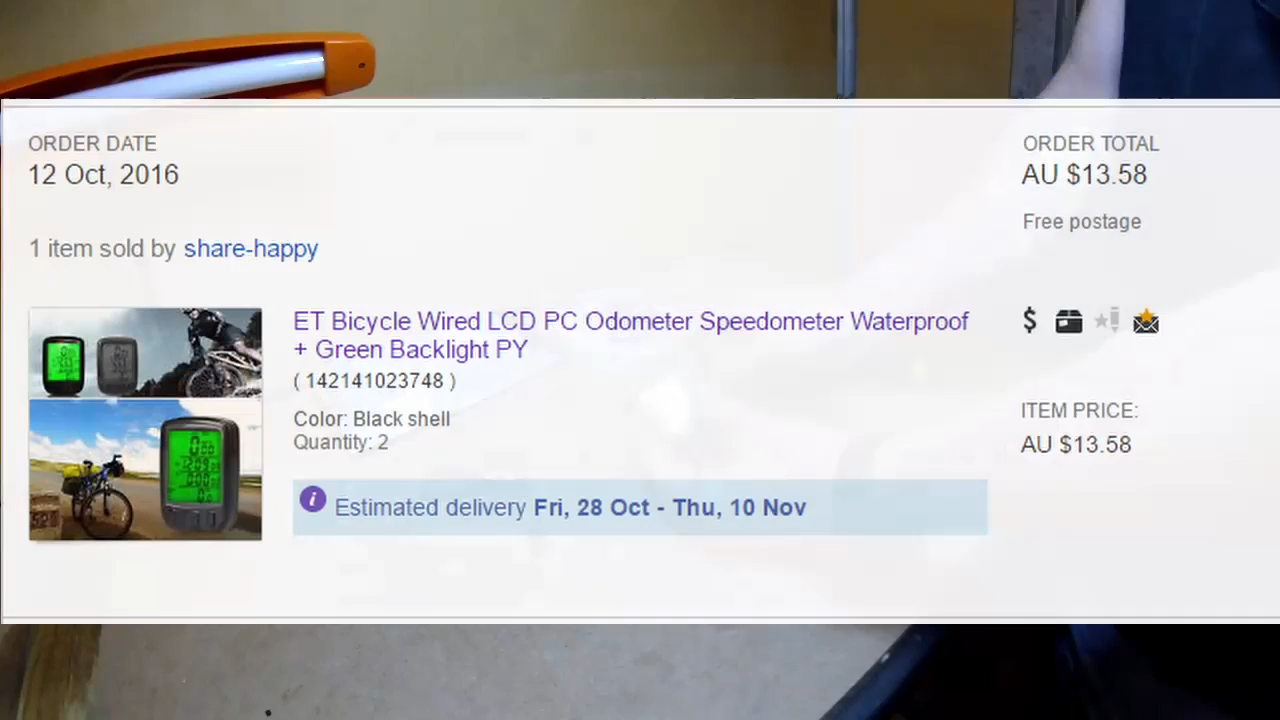 ORDER DATE
12 Oct, 2016
ORDER TOTAL
AU $13.58
Free postage
1 item sold by share-happy
ET Bicycle Wired LCD PC Odometer Speedometer Waterproof
+ Green Backlight PY
( 142141023748 )
Color: Black shell
Quantity: 2
ITEM PRICE:
AU $13.58
Estimated delivery Fri, 28 Oct - Thu, 10 Nov